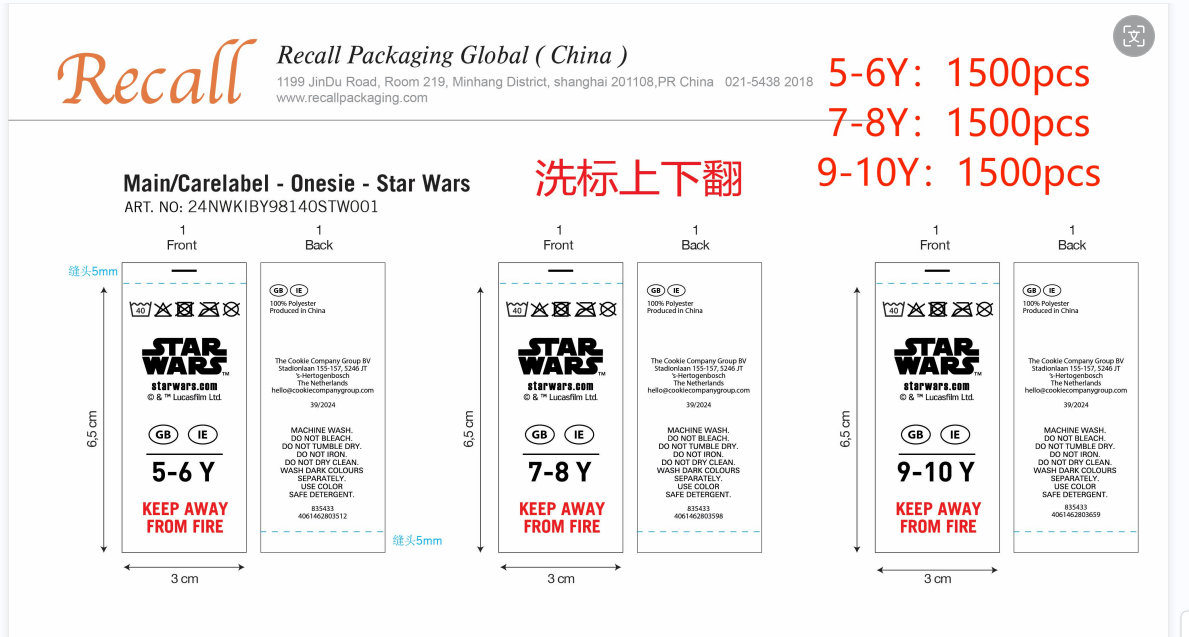 Recall
Recall Packaging Global ( China )
1199 JinDu Road, Room 219, Minhang District, shanghai 201108,PR China 021-5438 2018
www.recallpackaging.com
文
5-6Y：1500pcs
7-8Y：1500pcs
9-10Y：1500pcs
洗标上下翻
Main/Carelabel - Onesie - Star Wars
ART. NO: 24NWKIBY98140STW001
1
Front
缝头5mm
40
STAR
WARS™
starwars.com
© & ™ Lucasfilm Ltd.
GB IE
5-6 Y
KEEP AWAY
FROM FIRE
6,5 cm
3 cm
1
Back
GB IE
100% Polyester
Produced in China
The Cookie Company Group BV
Stadionlaan 155-157, 5246 JT
's-Hertogenbosch
The Netherlands
hello@cookiecompanygroup.com
39/2024
MACHINE WASH.
DO NOT BLEACH.
DO NOT TUMBLE DRY.
DO NOT IRON.
DO NOT DRY CLEAN.
WASH DARK COLOURS
SEPARATELY.
USE COLOR
SAFE DETERGENT.
835433
4061462803512
缝头5mm
1
Front
40
STAR
WARS™
starwars.com
© & ™ Lucasfilm Ltd.
GB IE
7-8 Y
KEEP AWAY
FROM FIRE
6,5 cm
3 cm
1
Back
GB IE
100% Polyester
Produced in China
The Cookie Company Group BV
Stadionlaan 155-157, 5246 JT
's-Hertogenbosch
The Netherlands
hello@cookiecompanygroup.com
39/2024
MACHINE WASH.
DO NOT BLEACH.
DO NOT TUMBLE DRY.
DO NOT IRON.
DO NOT DRY CLEAN.
WASH DARK COLOURS
SEPARATELY.
USE COLOR
SAFE DETERGENT.
835433
4061462803598
1
Front
40
STAR
WARS™
starwars.com
© & ™ Lucasfilm Ltd.
GB IE
9-10 Y
KEEP AWAY
FROM FIRE
6,5 cm
3 cm
1
Back
GB IE
100% Polyester
Produced in China
The Cookie Company Group BV
Stadionlaan 155-157, 5246 JT
's-Hertogenbosch
The Netherlands
hello@cookiecompanygroup.com
39/2024
MACHINE WASH.
DO NOT BLEACH.
DO NOT TUMBLE DRY.
DO NOT IRON.
DO NOT DRY CLEAN.
WASH DARK COLOURS
SEPARATELY.
USE COLOR
SAFE DETERGENT.
835433
4061462803659